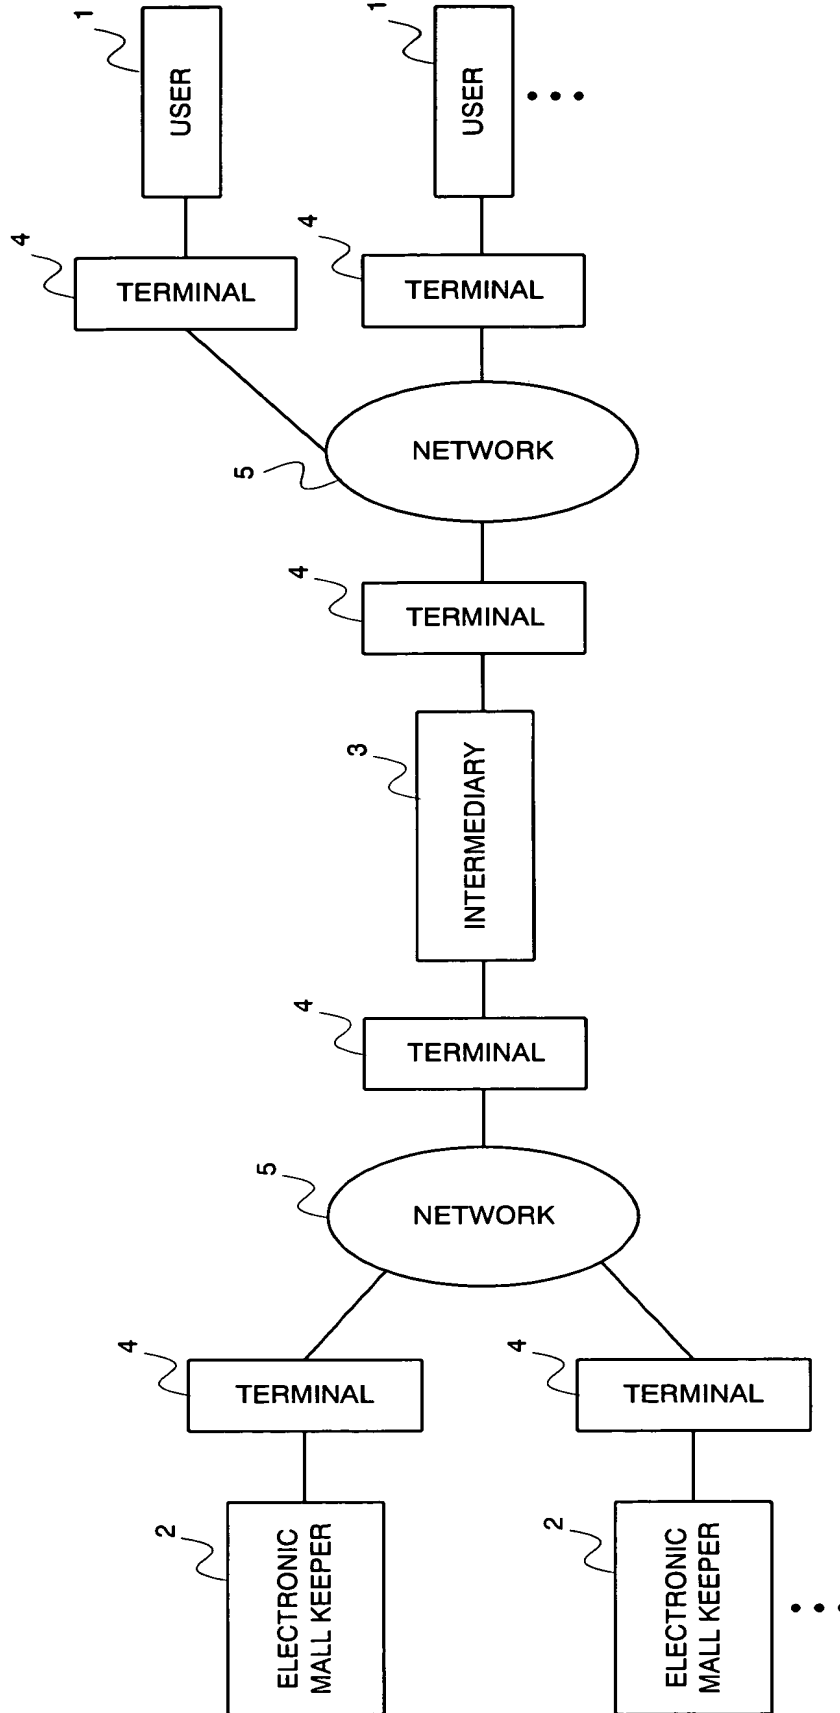 1
USER
1
USER
4
TERMINAL
4
TERMINAL
5
NETWORK
4
TERMINAL
3
INTERMEDIARY
4
TERMINAL
5
NETWORK
4
TERMINAL
4
TERMINAL
2
ELECTRONIC
MALL KEEPER
2
ELECTRONIC
MALL KEEPER